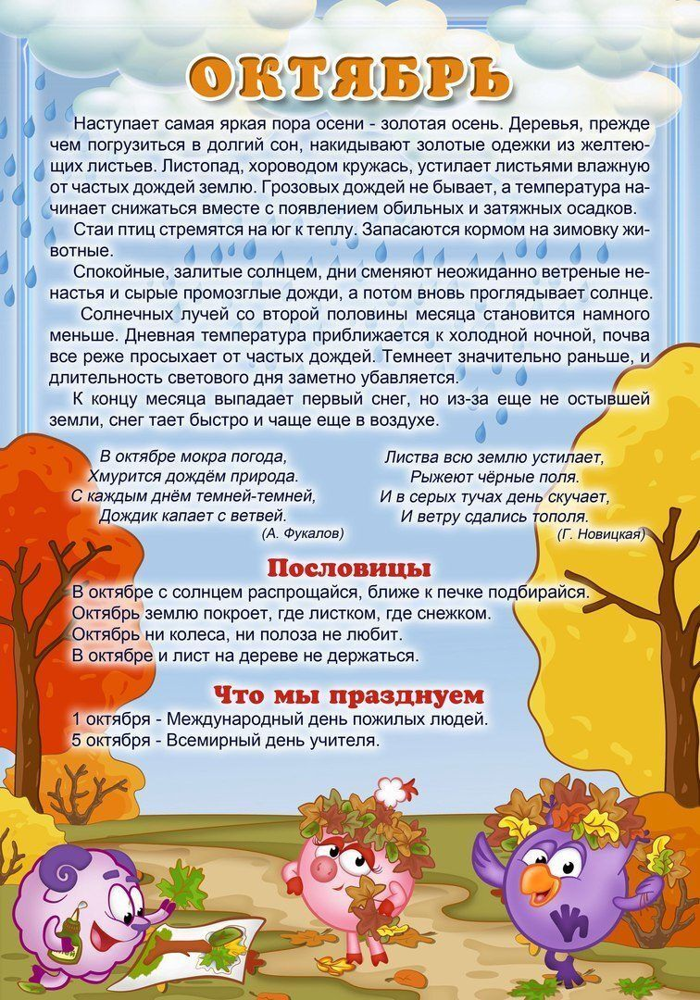 ОКТЯБРЬ
Наступает самая яркая пора осени - золотая осень. Деревья, прежде
чем погрузиться в долгий сон, накидывают золотые одежки из желтею-
щих листьев. Листопад, хороводом кружась, устилает листьями влажную
от частых дождей землю. Грозовых дождей не бывает, а температура на-
чинает снижаться вместе с появлением обильных и затяжных осадков.
Стаи птиц стремятся на юг к теплу. Запасаются кормом на зимовку жи-
вотные.
Спокойные, залитые солнцем, дни сменяют неожиданно ветреные не-
настья и сырые промозглые дожди, а потом вновь проглядывает солнце.
Солнечных лучей со второй половины месяца становится намного
меньше. Дневная температура приближается к холодной ночной, почва
все реже просыхает от частых дождей. Темнеет значительно раньше, и
длительность светового дня заметно убавляется.
К концу месяца выпадает первый снег, но из-за еще не остывшей
земли, снег тает быстро и чаще еще в воздухе.
В октябре мокра погода,
Хмурится дождём природа.
С каждым днём темней-темней,
Дождик капает с ветвей.
(А. Фукалов)
Листва всю землю устилает,
Рыжеют чёрные поля.
И в серых тучах день скучает,
И ветру сдались тополя.
(Г. Новицкая)
Пословицы
В октябре с солнцем распрощайся, ближе к печке подбирайся.
Октябрь землю покроет, где листком, где снежком.
Октябрь ни колеса, ни полоза не любит.
В октябре и лист на дереве не держаться.
Что мы празднуем
1 октября - Международный день пожилых людей.
5 октября - Всемирный день учителя.